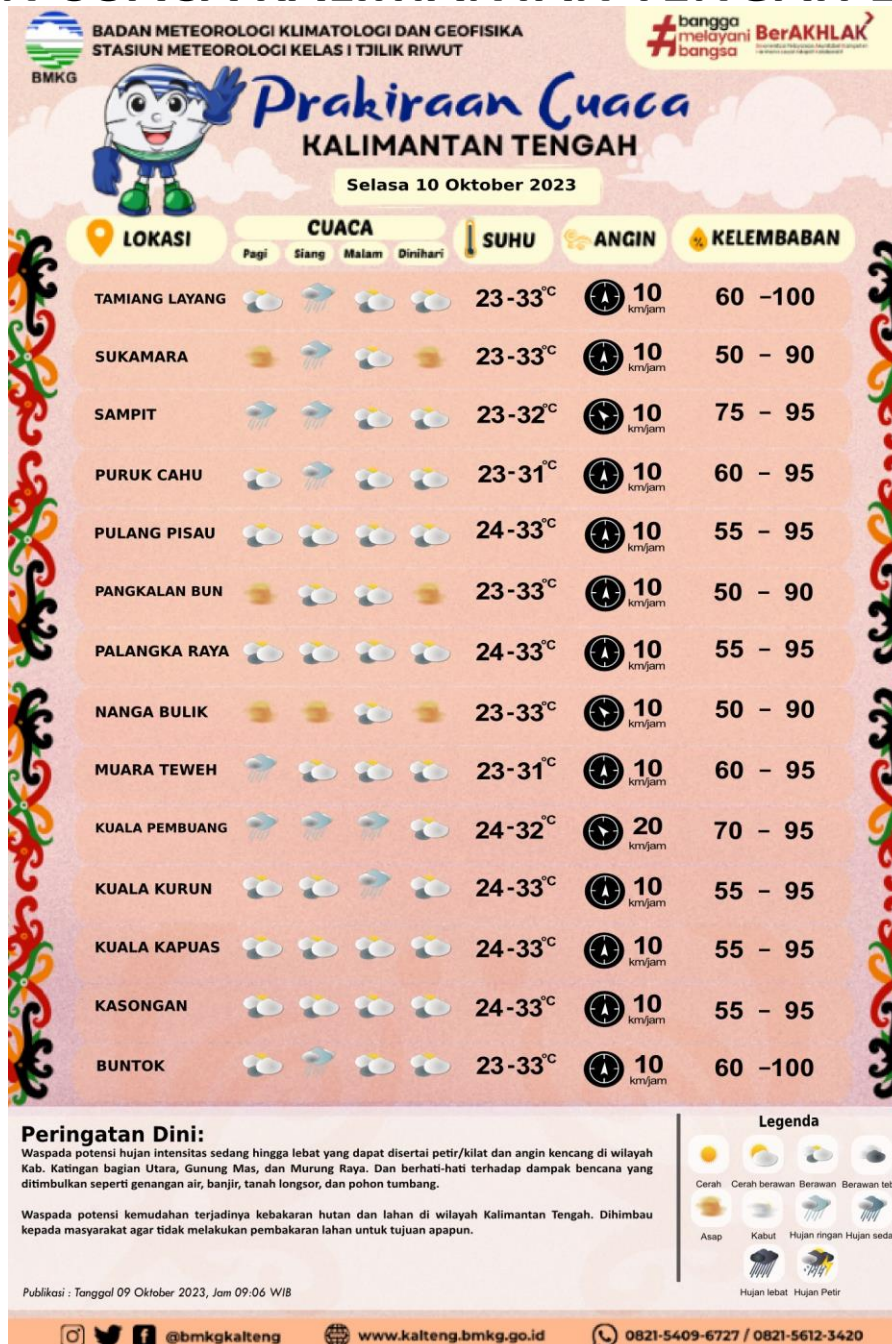 BADAN METEOROLOGI KLIMATOLOGI DAN GEOFISIKA
STASIUN METEOROLOGI KELAS I TJILIK RIWUT
BMKG
# bangga melayani bangsa
BerAKHLAK
Prakiraan Cuaca
KALIMANTAN TENGAH
Selasa 10 Oktober 2023
LOKASI CUACA SUHU ANGIN KELEMBABAN
Pagi Siang Malam Dinihari
TAMIANG LAYANG 23-33°C 10 km/jam 60 –100
SUKAMARA 23-33°C 10 km/jam 50 – 90
SAMPIT 23-32°C 10 km/jam 75 – 95
PURUK CAHU 23-31°C 10 km/jam 60 – 95
PULANG PISAU 24-33°C 10 km/jam 55 – 95
PANGKALAN BUN 23-33°C 10 km/jam 50 – 90
PALANGKA RAYA 24-33°C 10 km/jam 55 – 95
NANGA BULIK 23-33°C 10 km/jam 50 – 90
MUARA TEWEH 23-31°C 10 km/jam 60 – 95
KUALA PEMBUANG 24-32°C 20 km/jam 70 – 95
KUALA KURUN 24-33°C 10 km/jam 55 – 95
KUALA KAPUAS 24-33°C 10 km/jam 55 – 95
KASONGAN 24-33°C 10 km/jam 55 – 95
BUNTOK 23-33°C 10 km/jam 60 –100
Peringatan Dini:
Waspada potensi hujan intensitas sedang hingga lebat yang dapat disertai petir/kilat dan angin kencang di wilayah
Kab. Katingan bagian Utara, Gunung Mas, dan Murung Raya. Dan berhati-hati terhadap dampak bencana yang
ditimbulkan seperti genangan air, banjir, tanah longsor, dan pohon tumbang.
Waspada potensi kemudahan terjadinya kebakaran hutan dan lahan di wilayah Kalimantan Tengah. Dihimbau
kepada masyarakat agar tidak melakukan pembakaran lahan untuk tujuan apapun.
Publikasi : Tanggal 09 Oktober 2023, Jam 09:06 WIB
Legenda
Cerah Cerah berawan Berawan Berawan teb
Asap Kabut Hujan ringan Hujan seda
Hujan lebat Hujan Petir
@bmkgkalteng www.kalteng.bmkg.go.id 0821-5409-6727 / 0821-5612-3420